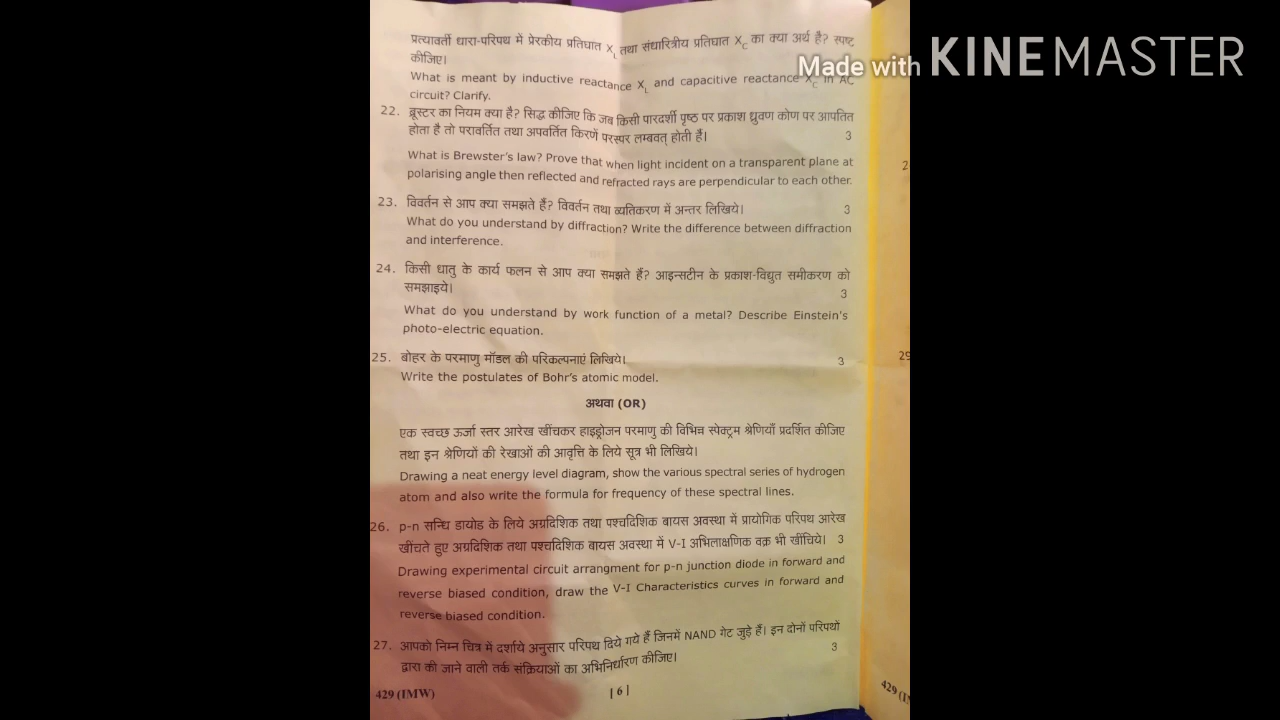 प्रत्यावर्ती धारा-परिपथ में प्रेरकीय प्रतिघात X_L तथा संधारित्रीय प्रतिघात X_C का क्या अर्थ है? स्पष्ट
कीजिए।
Made with KINEMASTER
What is meant by inductive reactance X_L and capacitive reactance X_C in AC
circuit? Clarify.
22. ब्रूस्टर का नियम क्या है? सिद्ध कीजिए कि जब किसी पारदर्शी पृष्ठ पर प्रकाश ध्रुवण कोण पर आपतित
होता है तो परावर्तित तथा अपवर्तित किरणें परस्पर लम्बवत् होती हैं। 3
What is Brewster's law? Prove that when light incident on a transparent plane at
polarising angle then reflected and refracted rays are perpendicular to each other.
2
23. विवर्तन से आप क्या समझते हैं? विवर्तन तथा व्यतिकरण में अन्तर लिखिये। 3
What do you understand by diffraction? Write the difference between diffraction
and interference.
24. किसी धातु के कार्य फलन से आप क्या समझते हैं? आइन्सटीन के प्रकाश-विद्युत समीकरण को
समझाइये। 3
What do you understand by work function of a metal? Describe Einstein's
photo-electric equation.
25. बोहर के परमाणु मॉडल की परिकल्पनाएं लिखिये। 3
29
Write the postulates of Bohr's atomic model.
अथवा (OR)
एक स्वच्छ ऊर्जा स्तर आरेख खींचकर हाइड्रोजन परमाणु की विभिन्न स्पेक्ट्रम श्रेणियाँ प्रदर्शित कीजिए
तथा इन श्रेणियों की रेखाओं की आवृत्ति के लिये सूत्र भी लिखिये।
Drawing a neat energy level diagram, show the various spectral series of hydrogen
atom and also write the formula for frequency of these spectral lines.
26. p-n सन्धि डायोड के लिये अग्रदिशिक तथा पश्चदिशिक बायस अवस्था में प्रायोगिक परिपथ आरेख
खींचते हुए अग्रदिशिक तथा पश्चदिशिक बायस अवस्था में V-I अभिलाक्षणिक वक्र भी खींचिये। 3
Drawing experimental circuit arrangment for p-n junction diode in forward and
reverse biased condition, draw the V-I Characteristics curves in forward and
reverse biased condition.
27. आपको निम्न चित्र में दर्शाये अनुसार परिपथ दिये गये हैं जिनमें NAND गेट जुड़े हैं। इन दोनों परिपथों
द्वारा की जाने वाली तर्क संक्रियाओं का अभिनिर्धारण कीजिए। 3
429 (IMW) [ 6 ]